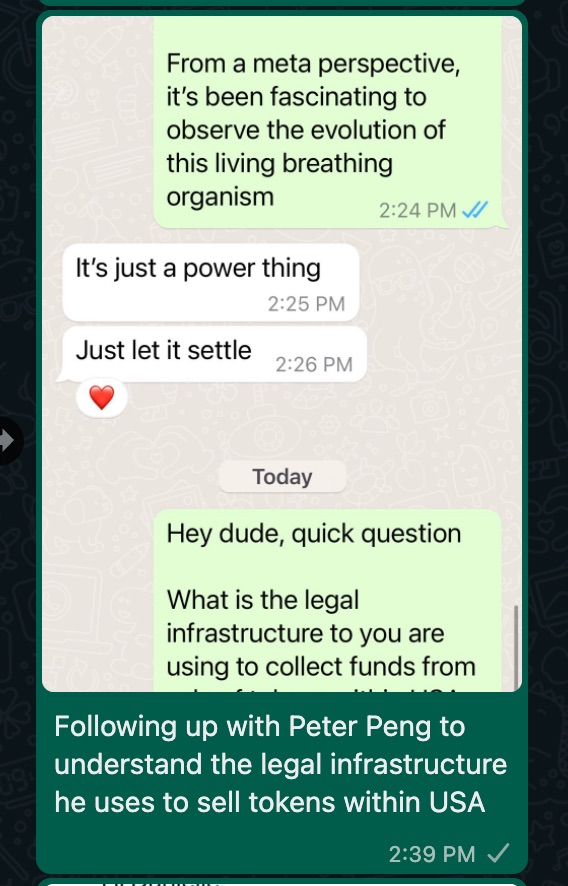 From a meta perspective,
it’s been fascinating to
observe the evolution of
this living breathing
organism
2:24 PM
It’s just a power thing
2:25 PM
Just let it settle
2:26 PM
Today
Hey dude, quick question
What is the legal
infrastructure to you are
using to collect funds from
Following up with Peter Peng to
understand the legal infrastructure
he uses to sell tokens within USA
2:39 PM